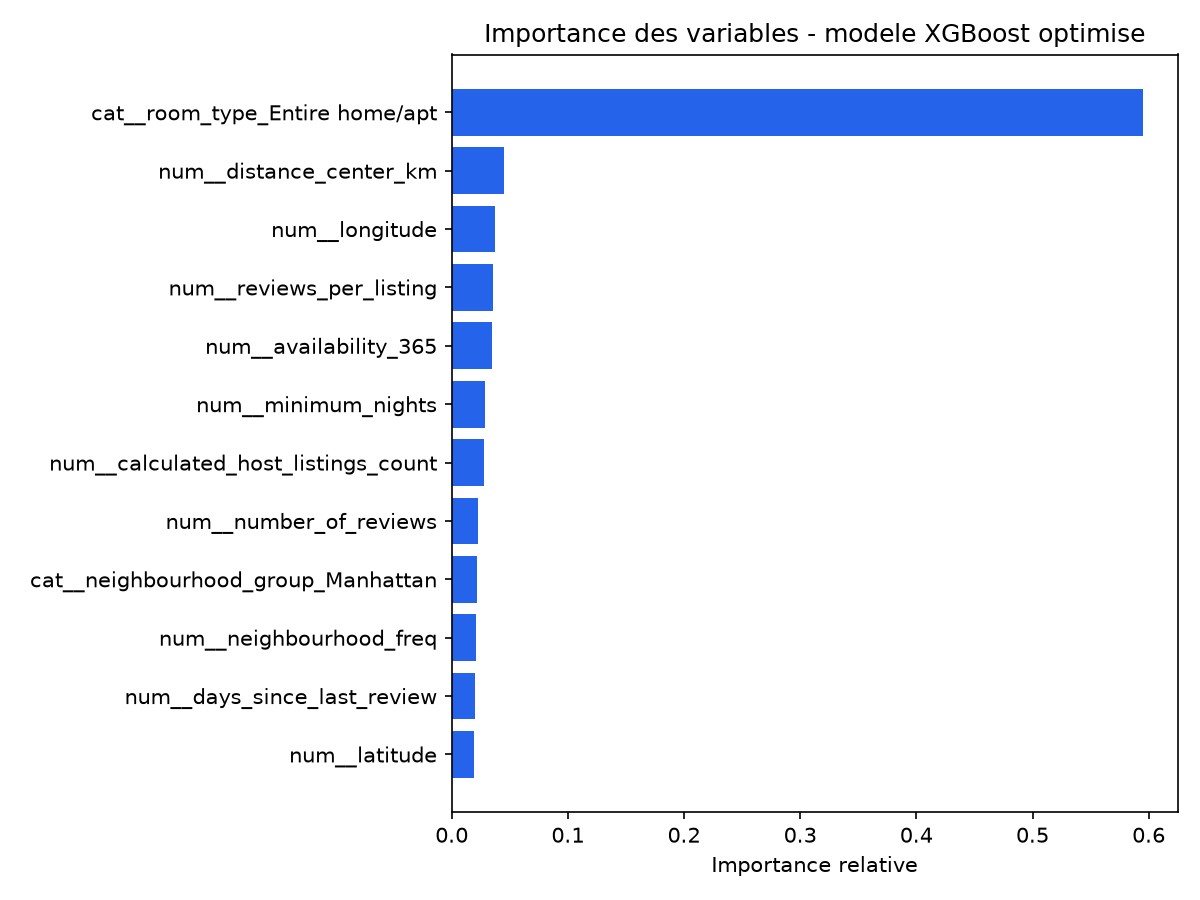 Importance des variables - modele XGBoost optimise
cat__room_type_Entire home/apt
num__distance_center_km
num__longitude
num__reviews_per_listing
num__availability_365
num__minimum_nights
num__calculated_host_listings_count
num__number_of_reviews
cat__neighbourhood_group_Manhattan
num__neighbourhood_freq
num__days_since_last_review
num__latitude
0.0 0.1 0.2 0.3 0.4 0.5 0.6
Importance relative